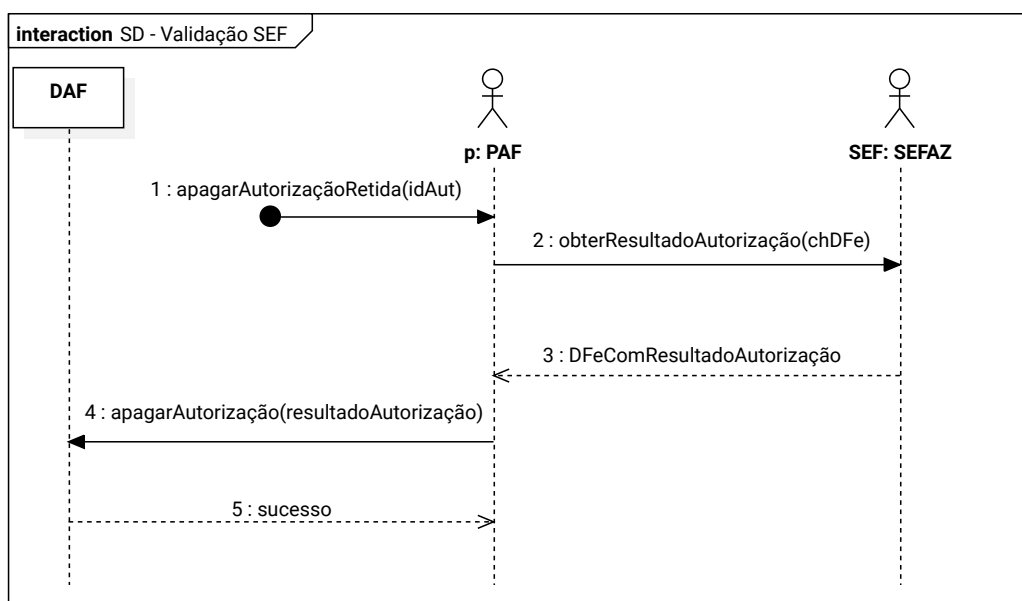 interaction SD - Validação SEF
DAF
p: PAF
SEF: SEFAZ
1 : apagarAutorizaçãoRetida(idAut)
2 : obterResultadoAutorização(chDFe)
3 : DFeComResultadoAutorização
4 : apagarAutorização(resultadoAutorização)
5 : sucesso